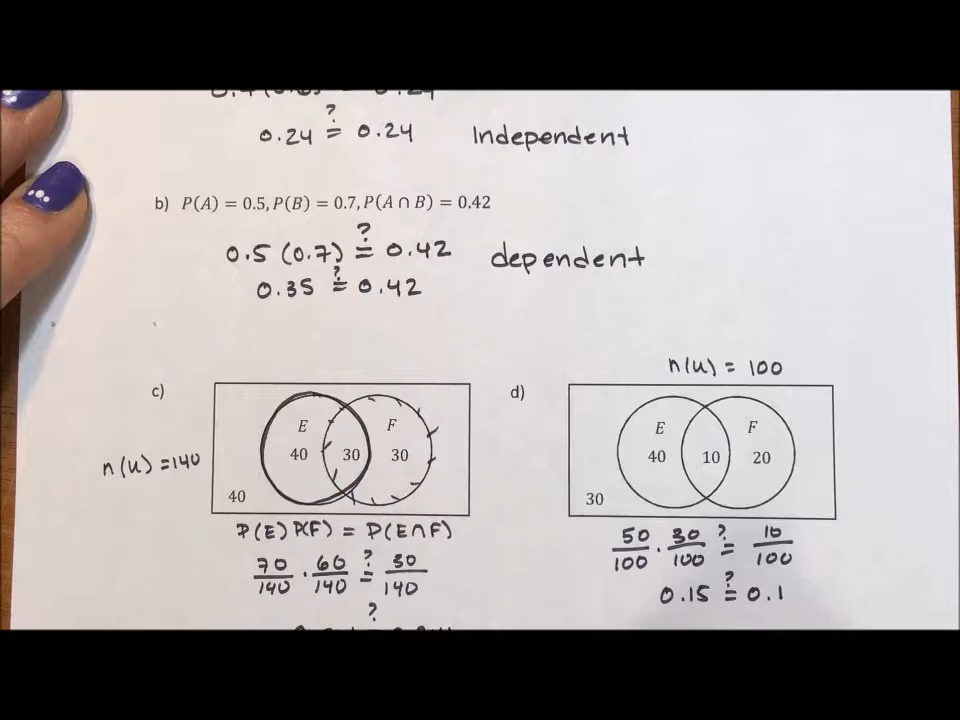 0.24 ≟ 0.24 Independent
b) P(A) = 0.5, P(B) = 0.7, P(A ∩ B) = 0.42
0.5 (0.7) ≟ 0.42 dependent
0.35 ≟ 0.42
n(U) = 100
c) d)
E F
40 30 30
n(U) = 140
40
E F
40 10 20
30
P(E) P(F) = P(E∩F)
70/140 · 60/140 ≟ 30/140
50/100 · 30/100 ≟ 10/100
0.15 ≟ 0.1
?